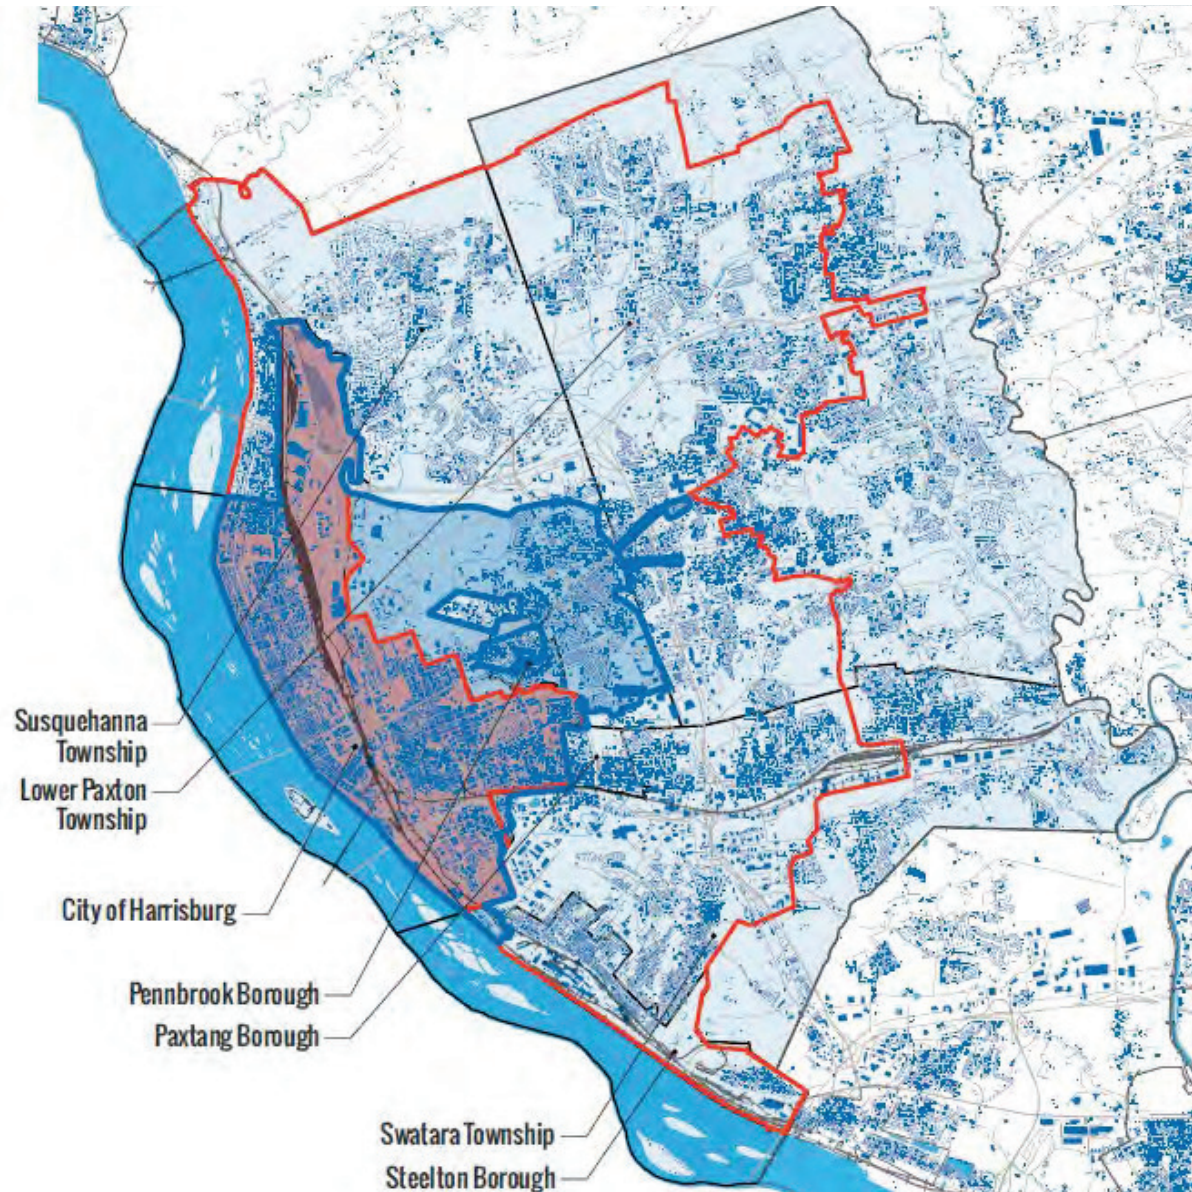 Susquehanna
Township
Lower Paxton
Township
City of Harrisburg
Pennbrook Borough
Paxtang Borough
Swatara Township
Steelton Borough